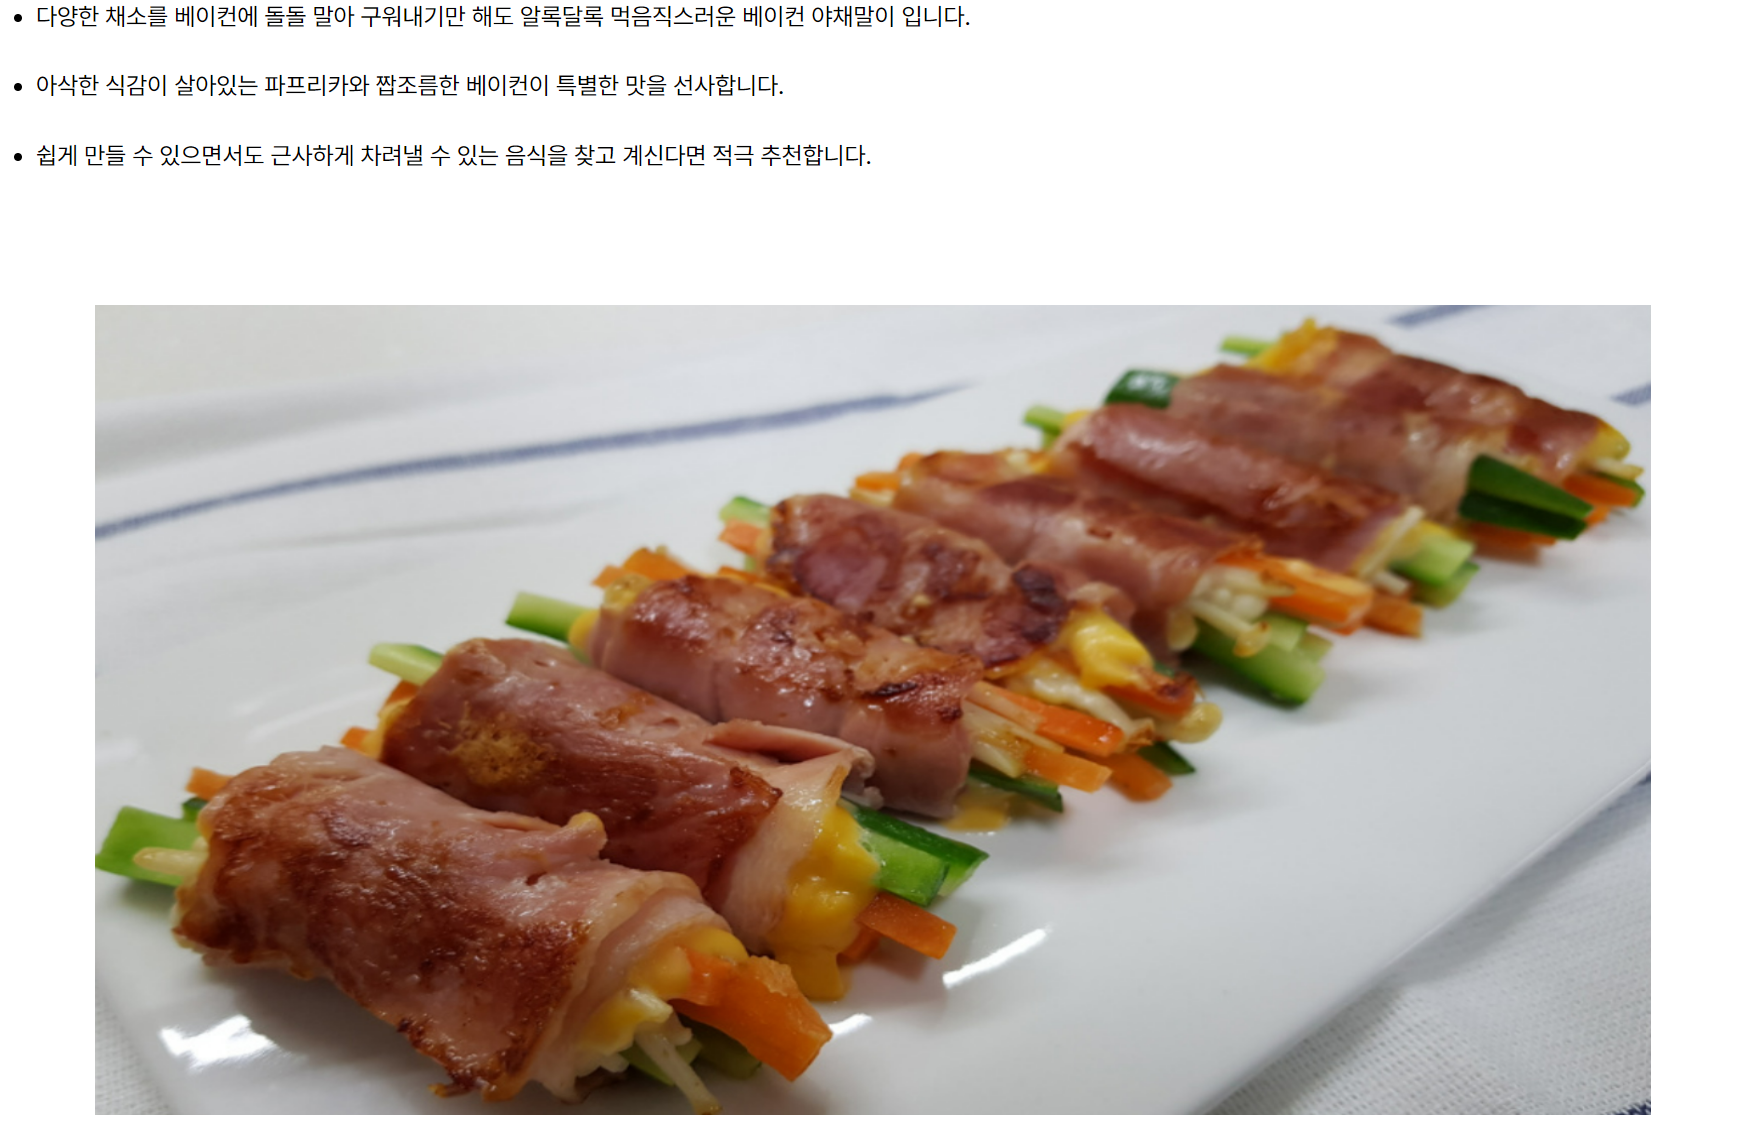 다양한 채소를 베이컨에 돌돌 말아 구워내기만 해도 알록달록 먹음직스러운 베이컨 야채말이 입니다.
아삭한 식감이 살아있는 파프리카와 짭조름한 베이컨이 특별한 맛을 선사합니다.
쉽게 만들 수 있으면서도 근사하게 차려낼 수 있는 음식을 찾고 계신다면 적극 추천합니다.